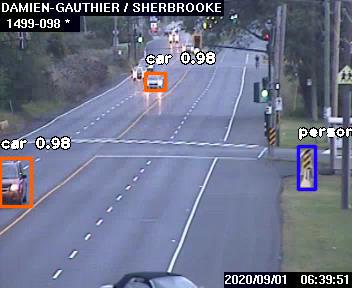 DAMIEN-GAUTHIER / SHERBROOKE
1499-098 *
car 0.98
car 0.98
person
2020/09/01 06:39:51